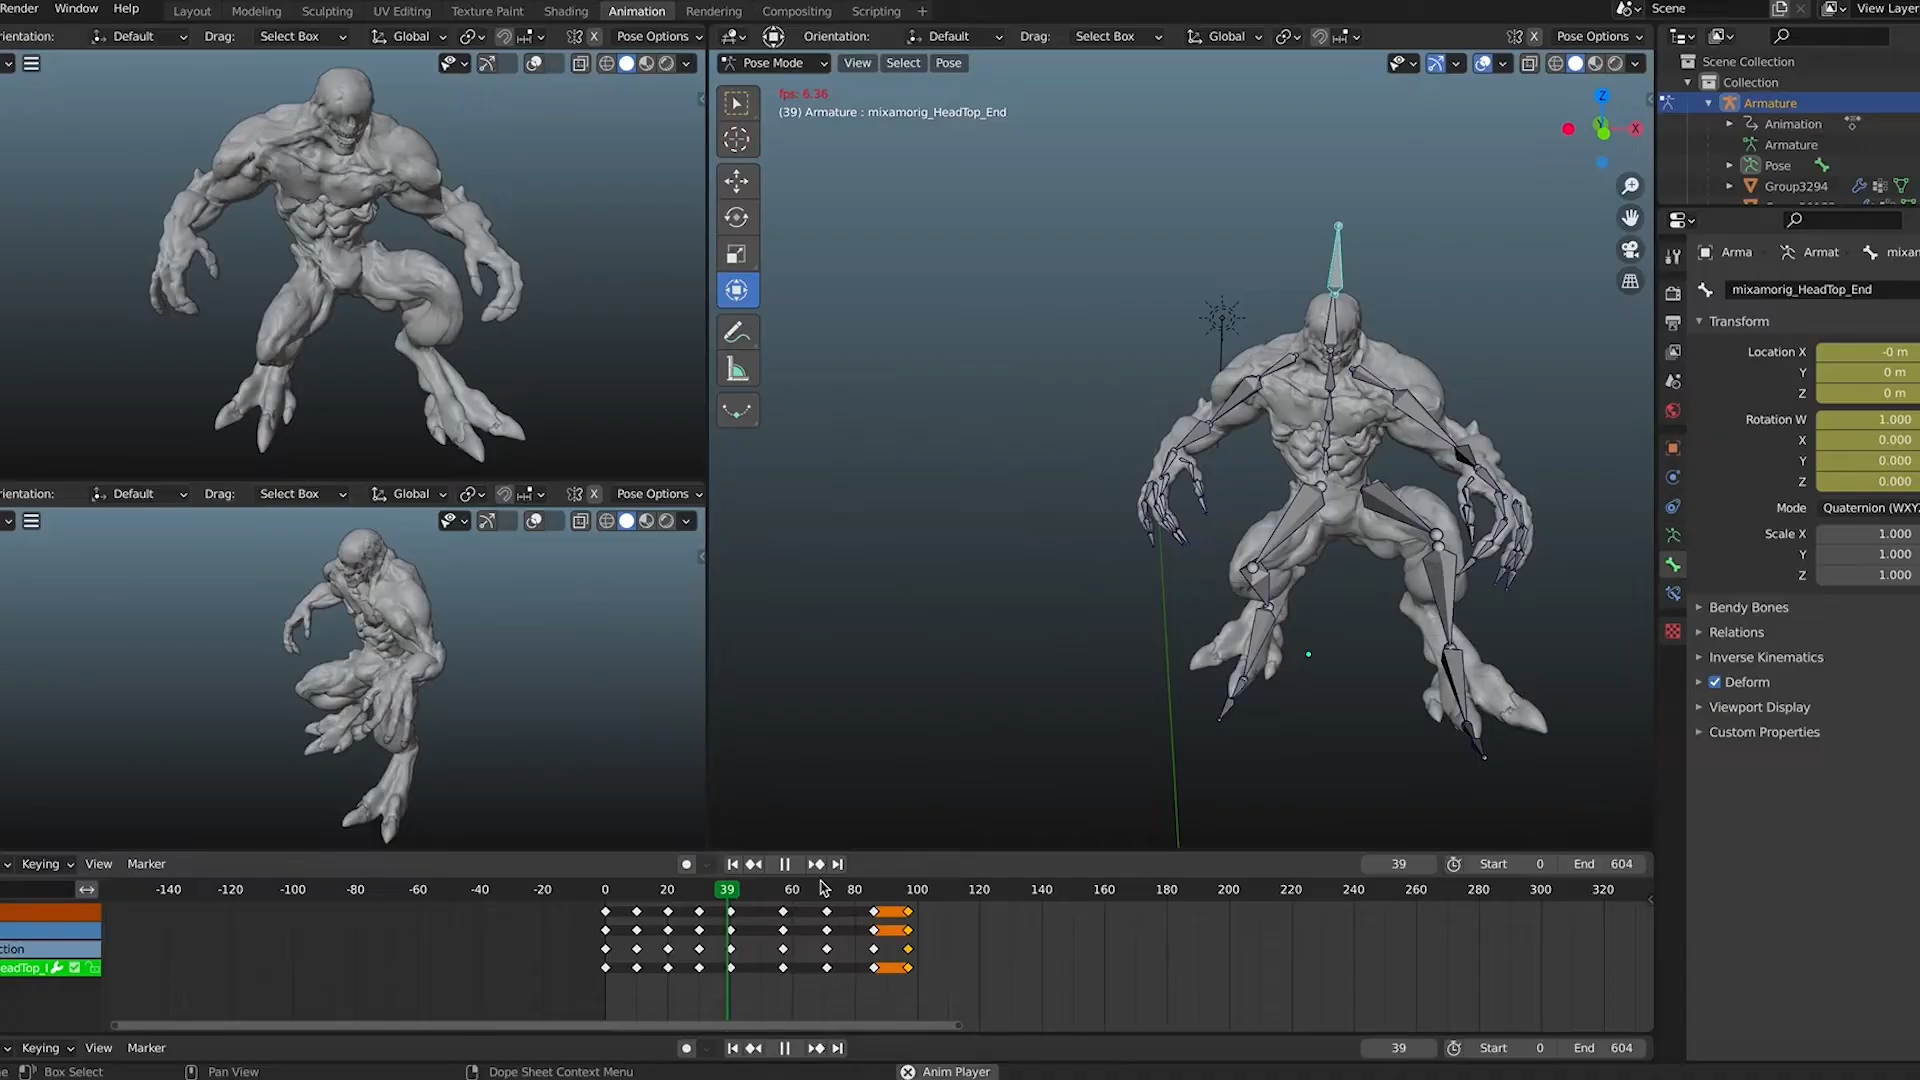 Render Window Help Layout Modeling Sculpting UV Editing Texture Paint Shading Animation Rendering Compositing Scripting + Scene View Layer
rientation: Default Drag: Select Box Global X Pose Options
Orientation: Default Drag: Select Box Global X Pose Options
Pose Mode View Select Pose
fps: 6.36
(39) Armature : mixamorig_HeadTop_End
Z
Y
X
Scene Collection
Collection
Armature
Animation
Armature
Pose
Group3294
Arma Armat mixar
mixamorig_HeadTop_End
Transform
Location X -0 m
Y 0 m
Z 0 m
Rotation W 1.000
X 0.000
Y 0.000
Z 0.000
Mode Quaternion (WXYZ
Scale X 1.000
Y 1.000
Z 1.000
Bendy Bones
Relations
Inverse Kinematics
Deform
Viewport Display
Custom Properties
rientation: Default Drag: Select Box Global X Pose Options
Keying View Marker 39 Start 0 End 604
-140 -120 -100 -80 -60 -40 -20 0 20 39 60 80 100 120 140 160 180 200 220 240 260 280 300 320
ction
eadTop_I
Keying View Marker 39 Start 0 End 604
e Box Select Pan View Dope Sheet Context Menu Anim Player